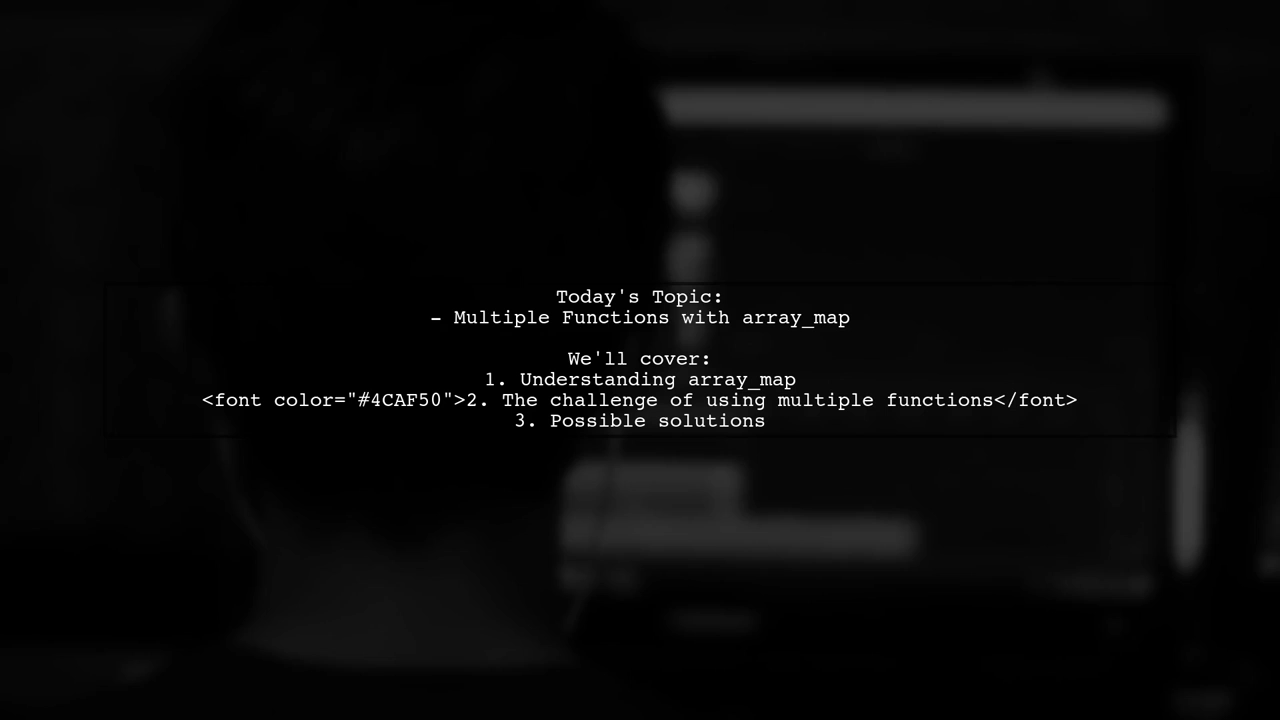 Today's Topic:
- Multiple Functions with array_map
We'll cover:
1. Understanding array_map
<font color="#4CAF50">2. The challenge of using multiple functions</font>
3. Possible solutions